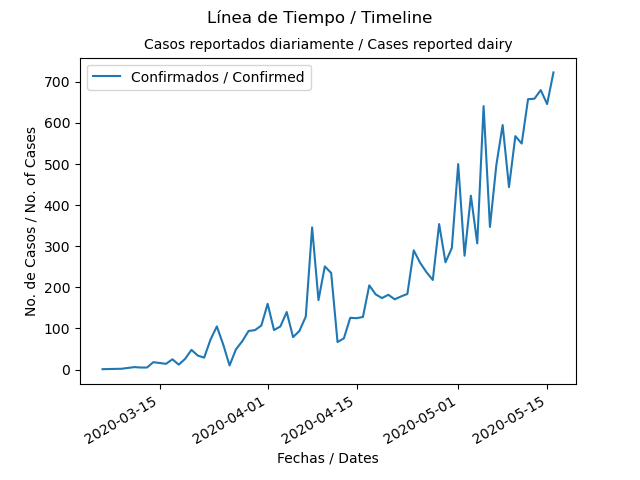 Línea de Tiempo / Timeline
Casos reportados diariamente / Cases reported dairy
Confirmados / Confirmed
700
600
500
400
300
200
100
0
No. de Casos / No. of Cases
2020-03-15
2020-04-01
2020-04-15
2020-05-01
2020-05-15
Fechas / Dates